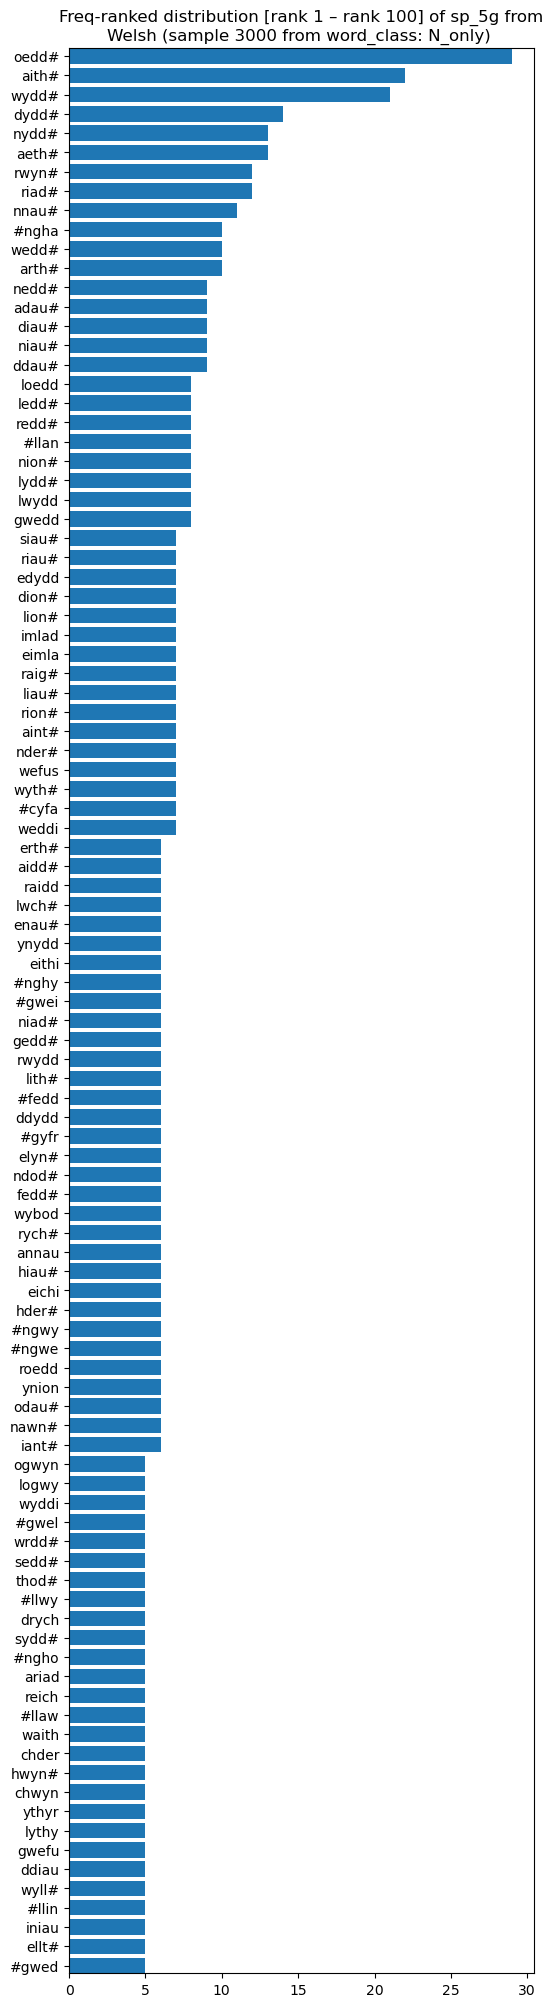 Freq-ranked distribution [rank 1 – rank 100] of sp_5g from
Welsh (sample 3000 from word_class: N_only)
oedd#
aith#
wydd#
dydd#
nydd#
aeth#
rwyn#
riad#
nnau#
#ngha
wedd#
arth#
nedd#
adau#
diau#
niau#
ddau#
loedd
ledd#
redd#
#llan
nion#
lydd#
lwydd
gwedd
siau#
riau#
edydd
dion#
lion#
imlad
eimla
raig#
liau#
rion#
aint#
nder#
wefus
wyth#
#cyfa
weddi
erth#
aidd#
raidd
lwch#
enau#
ynydd
eithi
#nghy
#gwei
niad#
gedd#
rwydd
lith#
#fedd
ddydd
#gyfr
elyn#
ndod#
fedd#
wybod
rych#
annau
hiau#
eichi
hder#
#ngwy
#ngwe
roedd
ynion
odau#
nawn#
iant#
ogwyn
logwy
wyddi
#gwel
wrdd#
sedd#
thod#
#llwy
drych
sydd#
#ngho
ariad
reich
#llaw
waith
chder
hwyn#
chwyn
ythyr
lythy
gwefu
ddiau
wyll#
#llin
iniau
ellt#
#gwed
0 5 10 15 20 25 30